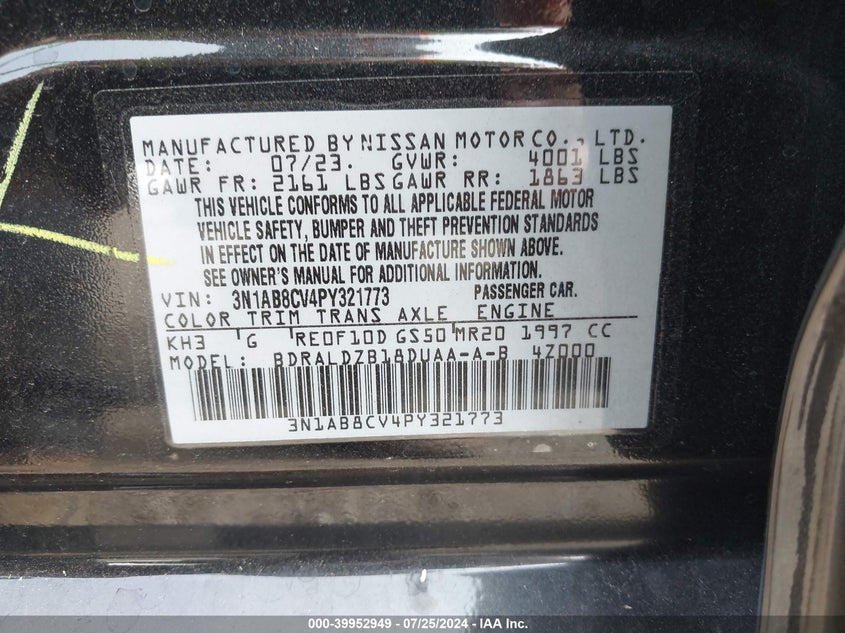 MANUFACTURED BY NISSAN MOTOR CO., LTD.
DATE: 07/23. GVWR: 4001 LBS
GAWR FR: 2161 LBS GAWR RR: 1863 LBS
THIS VEHICLE CONFORMS TO ALL APPLICABLE FEDERAL MOTOR
VEHICLE SAFETY, BUMPER AND THEFT PREVENTION STANDARDS
IN EFFECT ON THE DATE OF MANUFACTURE SHOWN ABOVE.
SEE OWNER'S MANUAL FOR ADDITIONAL INFORMATION.
VIN: 3N1AB8CV4PY321773 PASSENGER CAR.
COLOR TRIM TRANS AXLE ENGINE
KH3 G RE0F10D GS50 MR20 1997 CC
MODEL: BDRALDZB18DUAA-A-B 4Z000
3N1AB8CV4PY321773
000-39952949 - 07/25/2024 - IAA Inc.